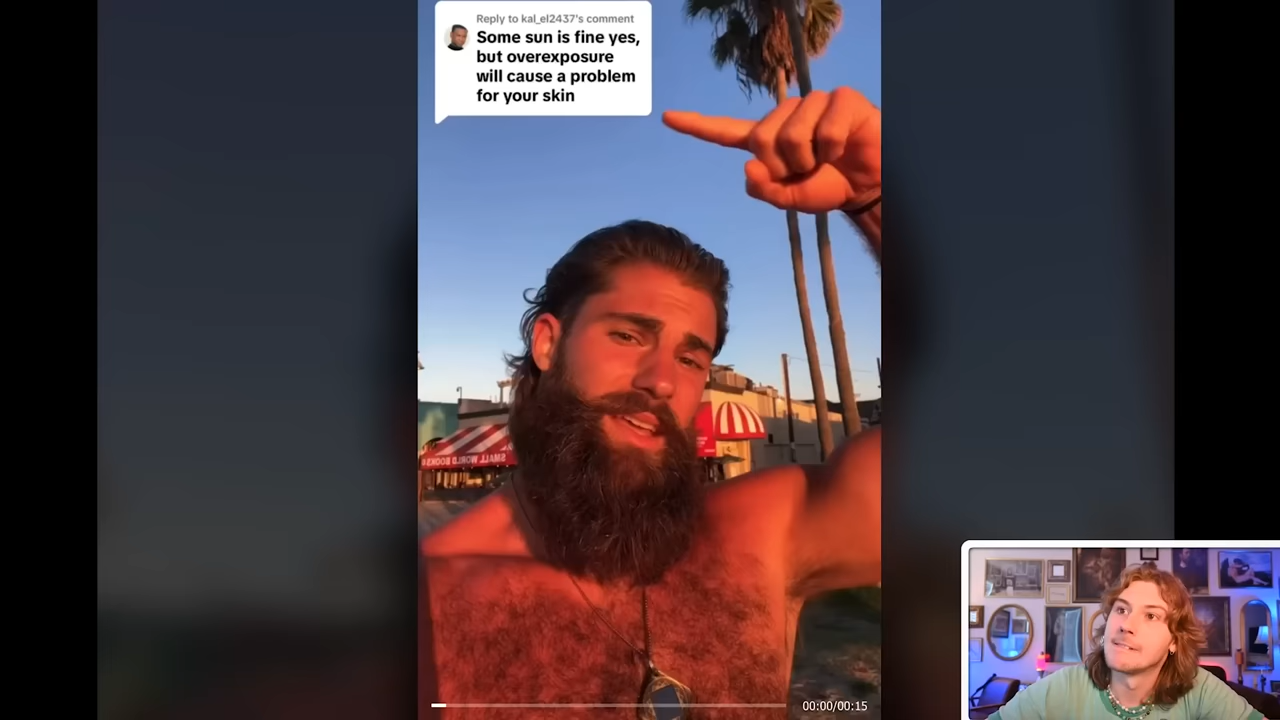 Reply to kal_el2437's comment
Some sun is fine yes,
but overexposure
will cause a problem
for your skin
SMALL WORLD BOOKS
00:00/00:15